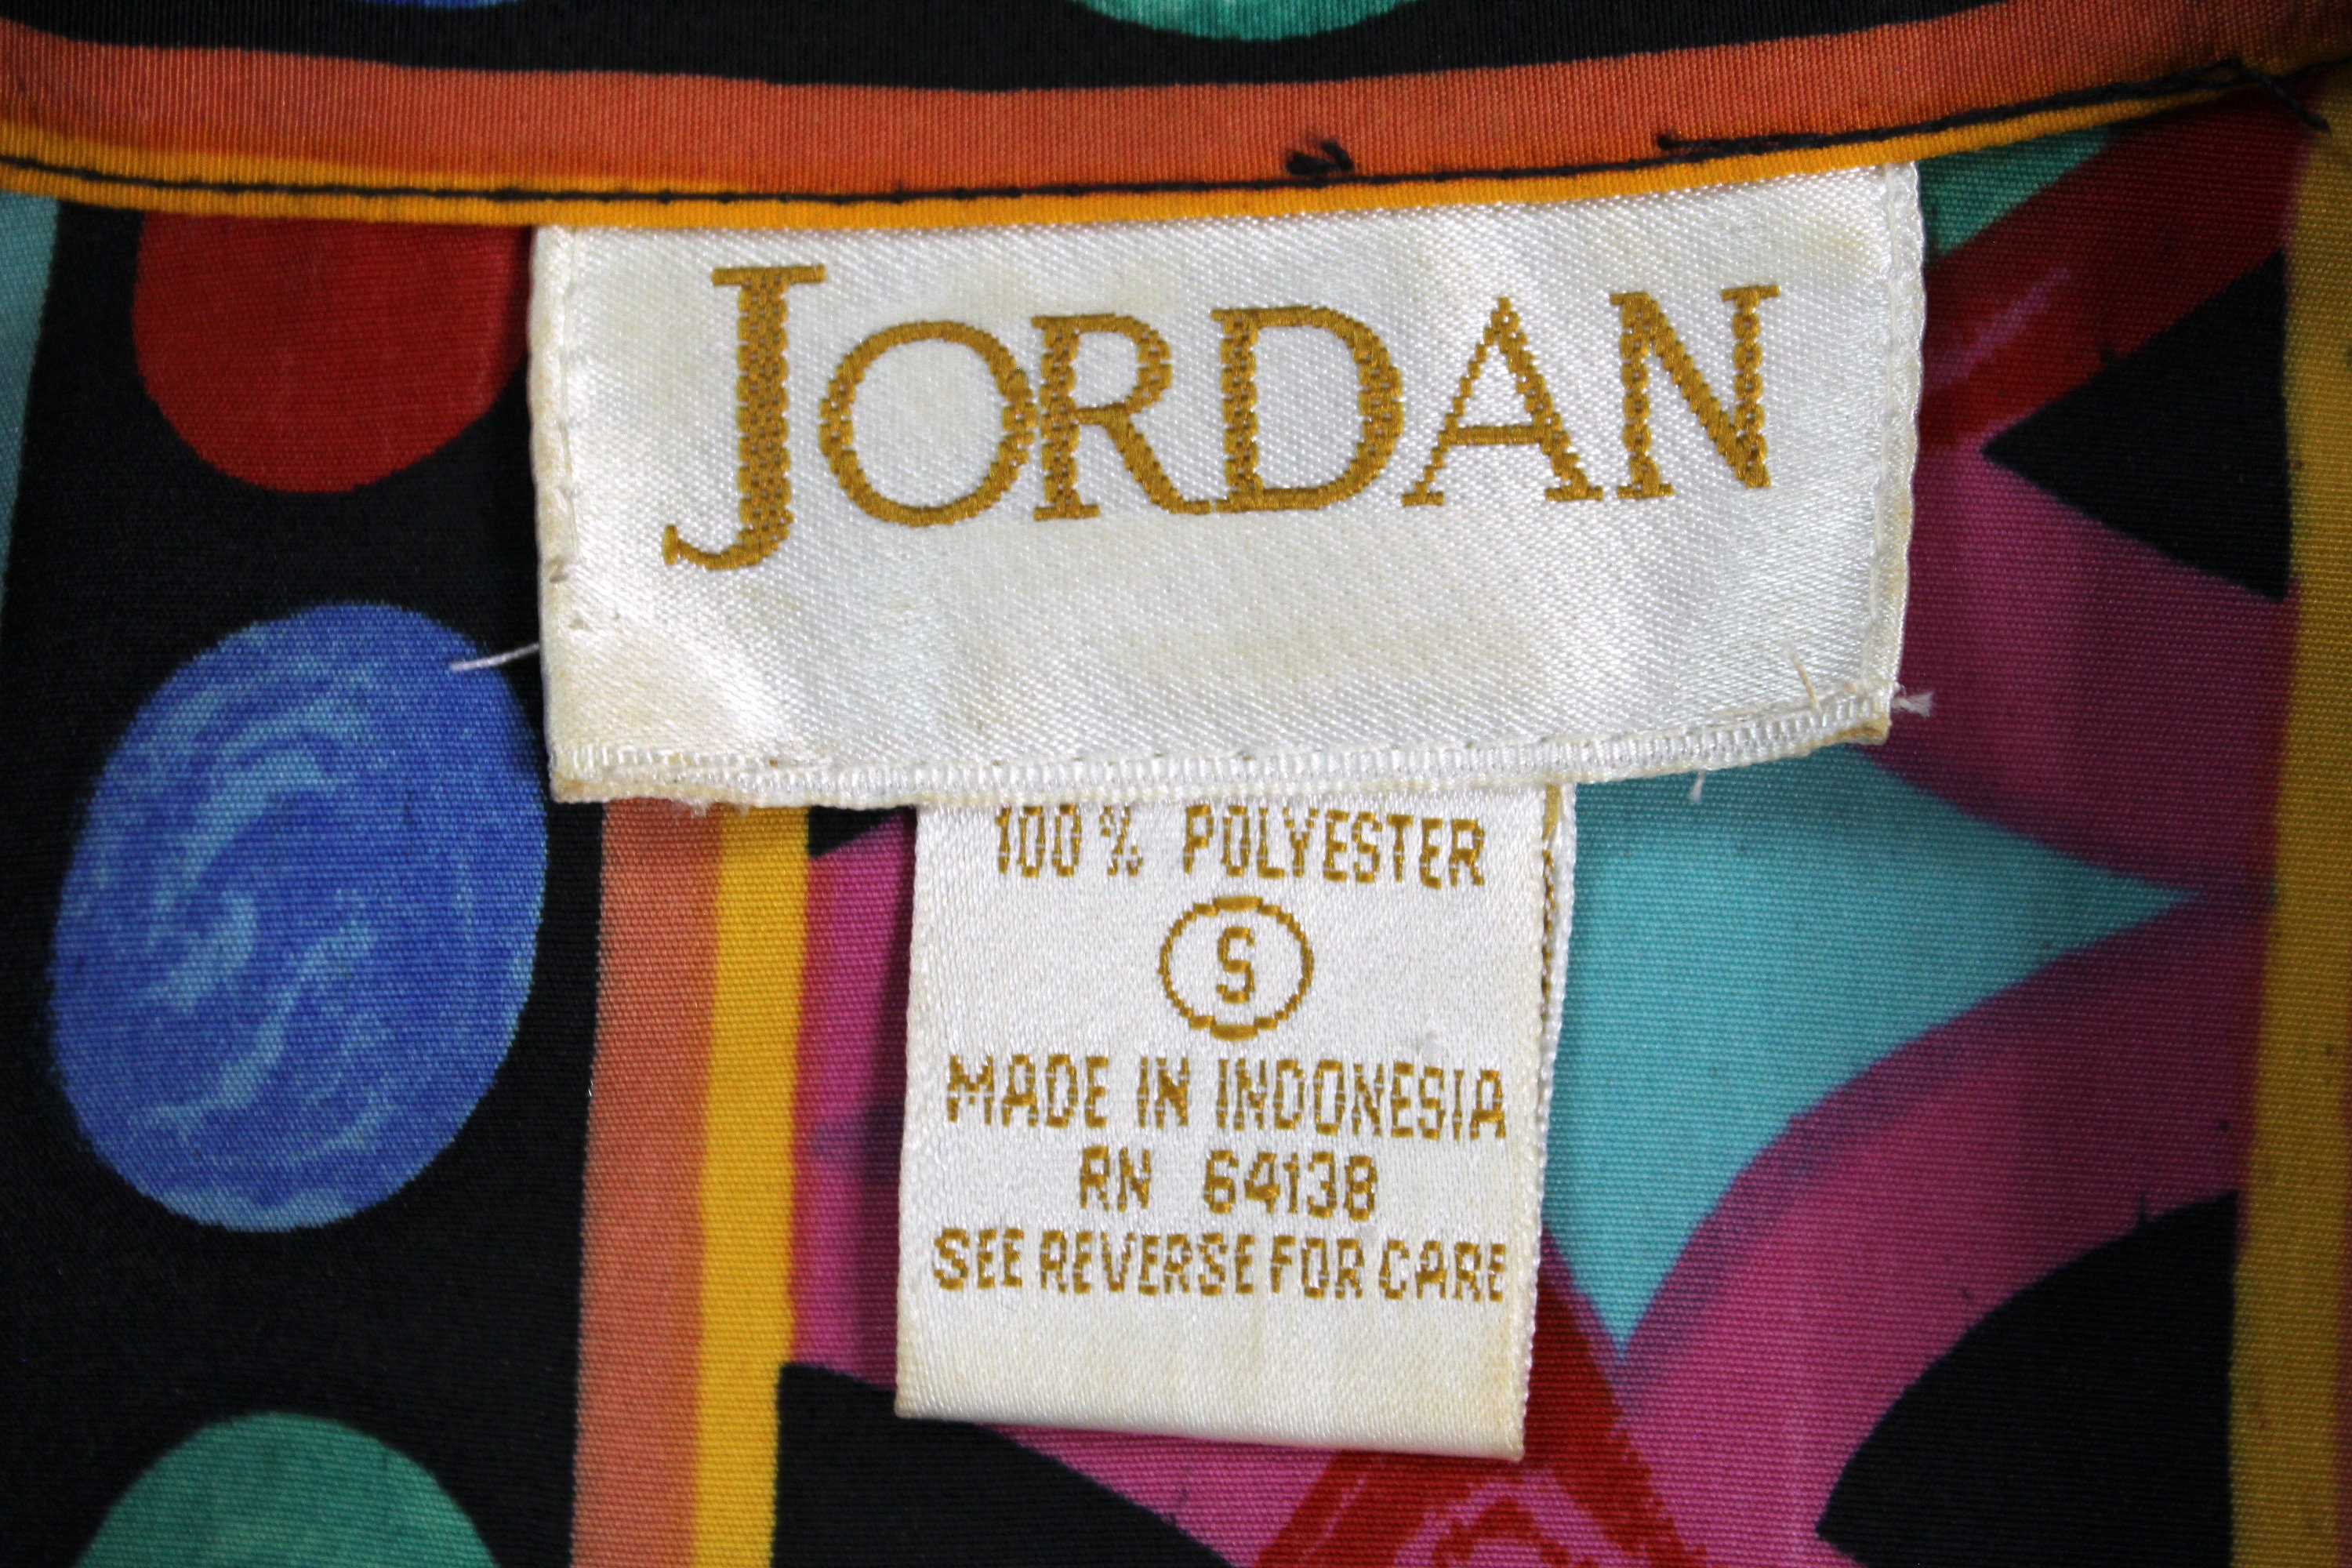 JORDAN
100% POLYESTER
S
MADE IN INDONESIA
RN 64138
SEE REVERSE FOR CARE